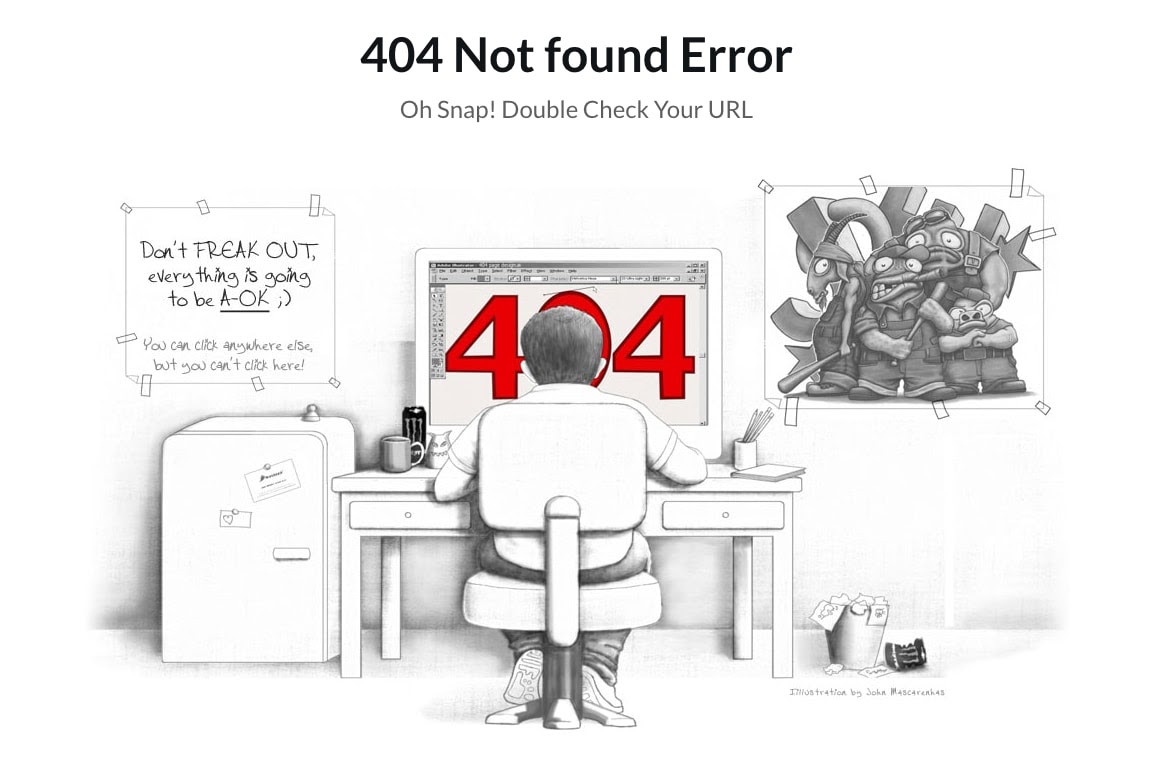 404 Not found Error
Oh Snap! Double Check Your URL
Don't FREAK OUT,
everything is going
to be A-OK ;)
You can click anywhere else,
but you can't click here!
404
Illustration by John Mascarenhas